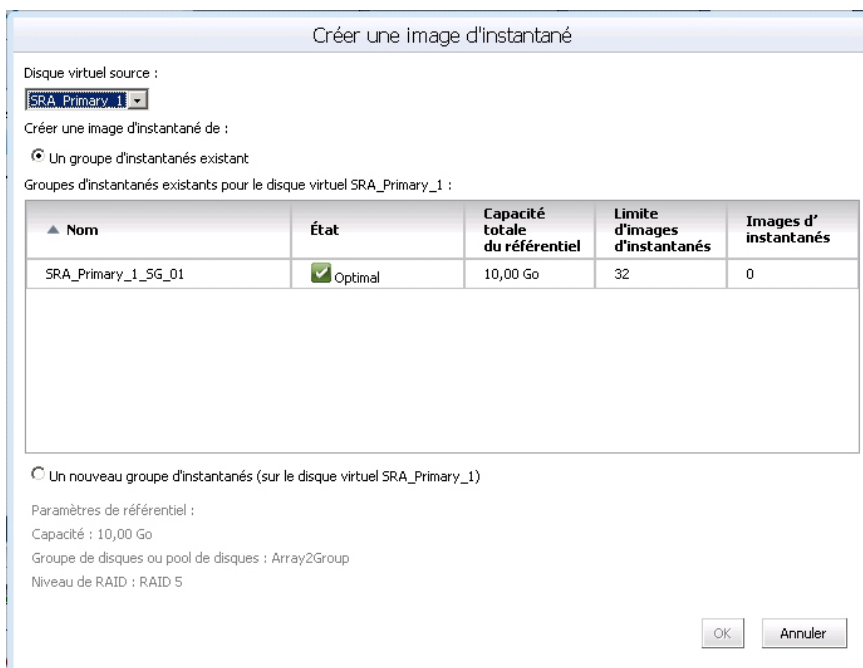 Créer une image d'instantané
Disque virtuel source :
SRA_Primary_1
Créer une image d'instantané de :
Un groupe d'instantanés existant
Groupes d'instantanés existants pour le disque virtuel SRA_Primary_1 :
Nom
État
Capacité
totale
du référentiel
Limite
d'images
d'instantanés
Images d’
instantanés
SRA_Primary_1_SG_01
Optimal
10,00 Go
32
0
Un nouveau groupe d'instantanés (sur le disque virtuel SRA_Primary_1)
Paramètres de référentiel :
Capacité : 10,00 Go
Groupe de disques ou pool de disques : Array2Group
Niveau de RAID : RAID 5
OK
Annuler